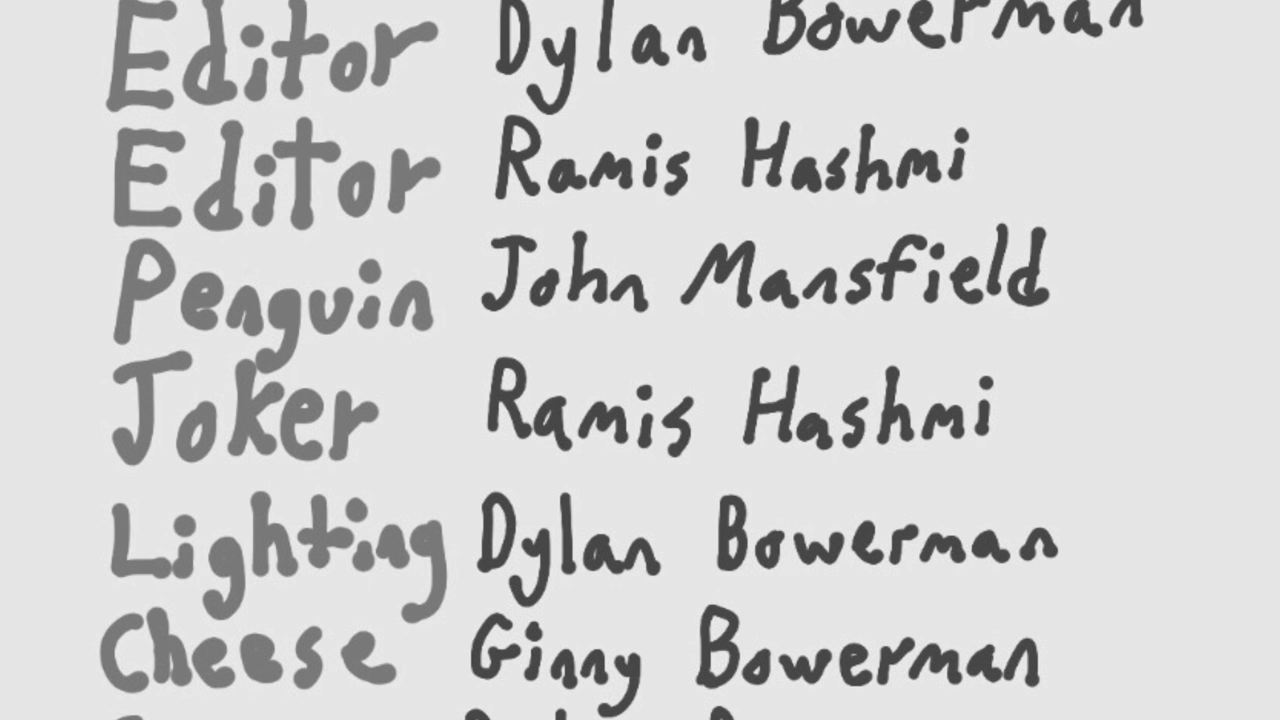 Editor Dylan Bowerman
Editor Ramis Hashmi
Penguin John Mansfield
Joker Ramis Hashmi
Lighting Dylan Bowerman
Cheese Ginny Bowerman